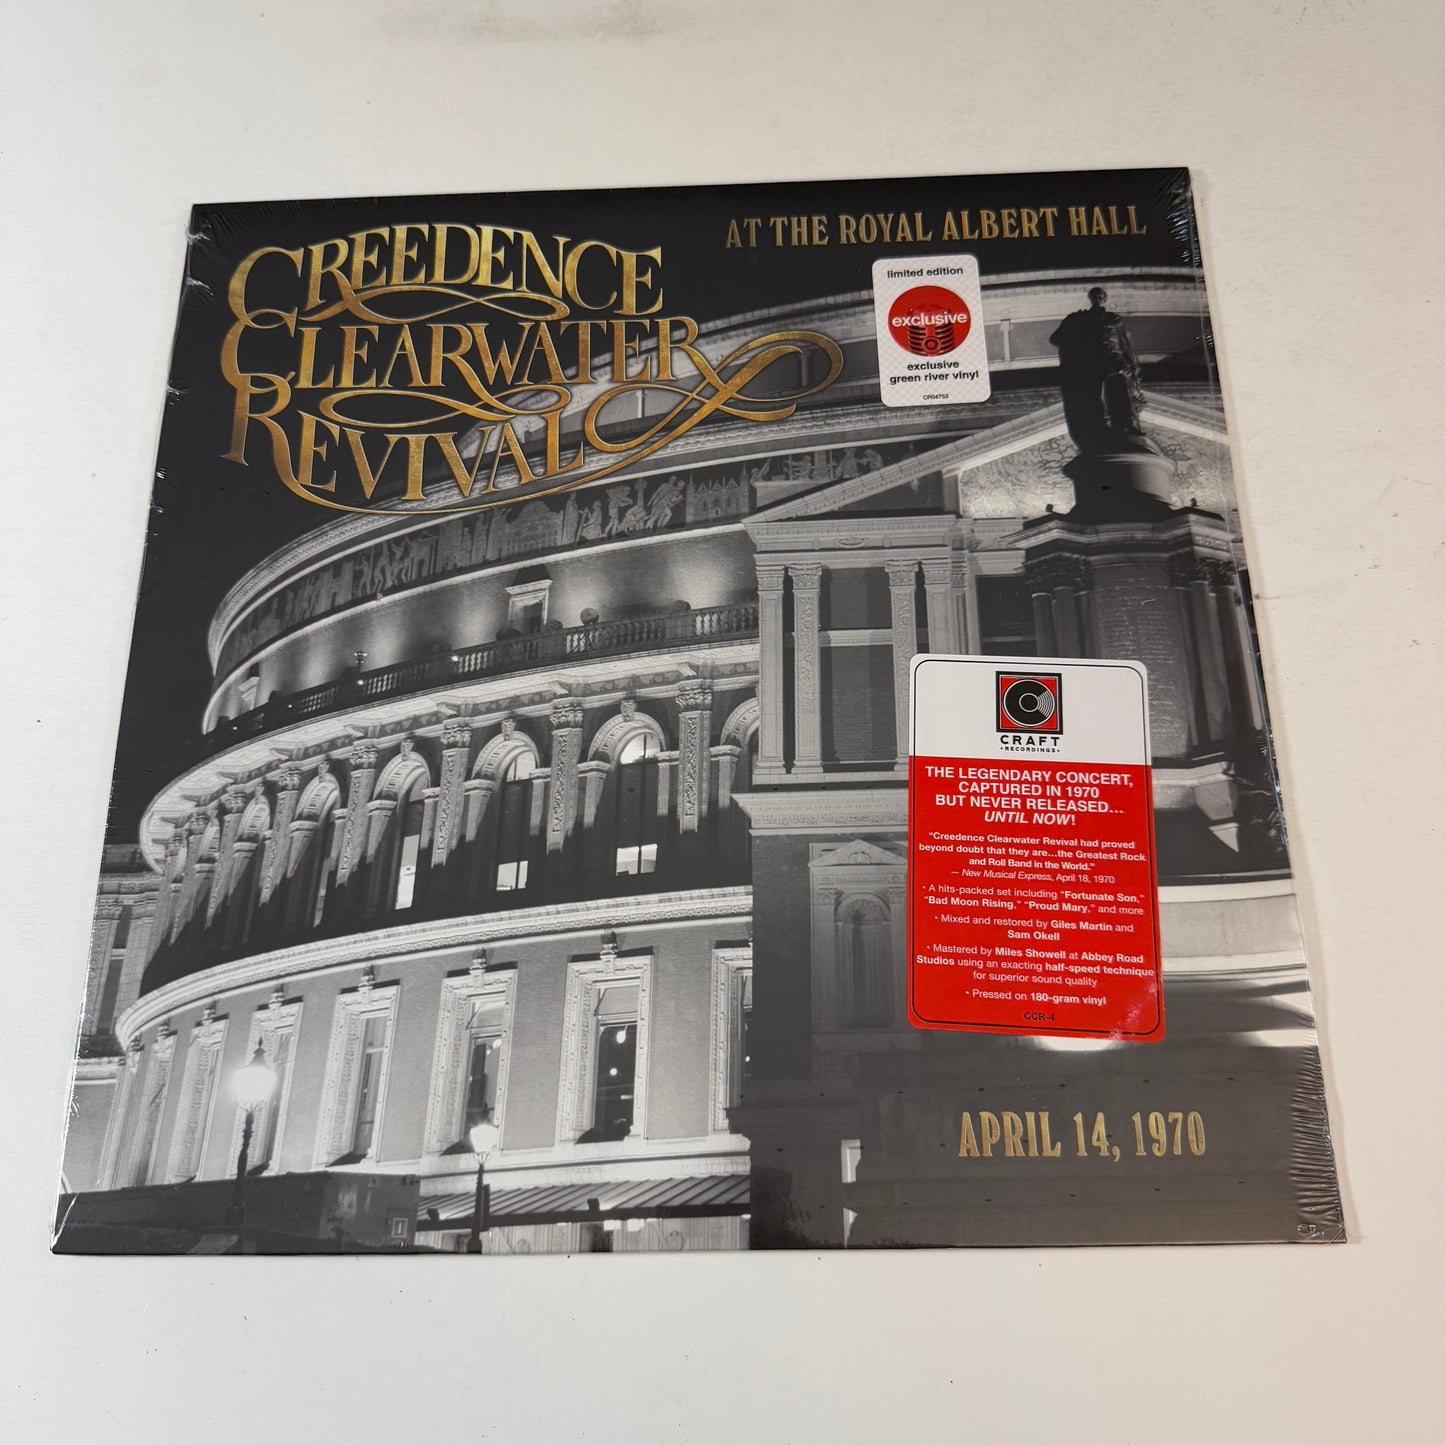 CREEDENCE
CLEARWATER
REVIVAL
AT THE ROYAL ALBERT HALL
limited edition
exclusive
exclusive
green river vinyl
CR04753
CRAFT
• RECORDINGS •
THE LEGENDARY CONCERT,
CAPTURED IN 1970
BUT NEVER RELEASED...
UNTIL NOW!
“Creedence Clearwater Revival had proved
beyond doubt that they are...the Greatest Rock
and Roll Band in the World.”
— New Musical Express, April 18, 1970
• A hits-packed set including “Fortunate Son,”
“Bad Moon Rising,” “Proud Mary,” and more
• Mixed and restored by Giles Martin and
Sam Okell
• Mastered by Miles Showell at Abbey Road
Studios using an exacting half-speed technique
for superior sound quality
• Pressed on 180-gram vinyl
CCR-4
APRIL 14, 1970